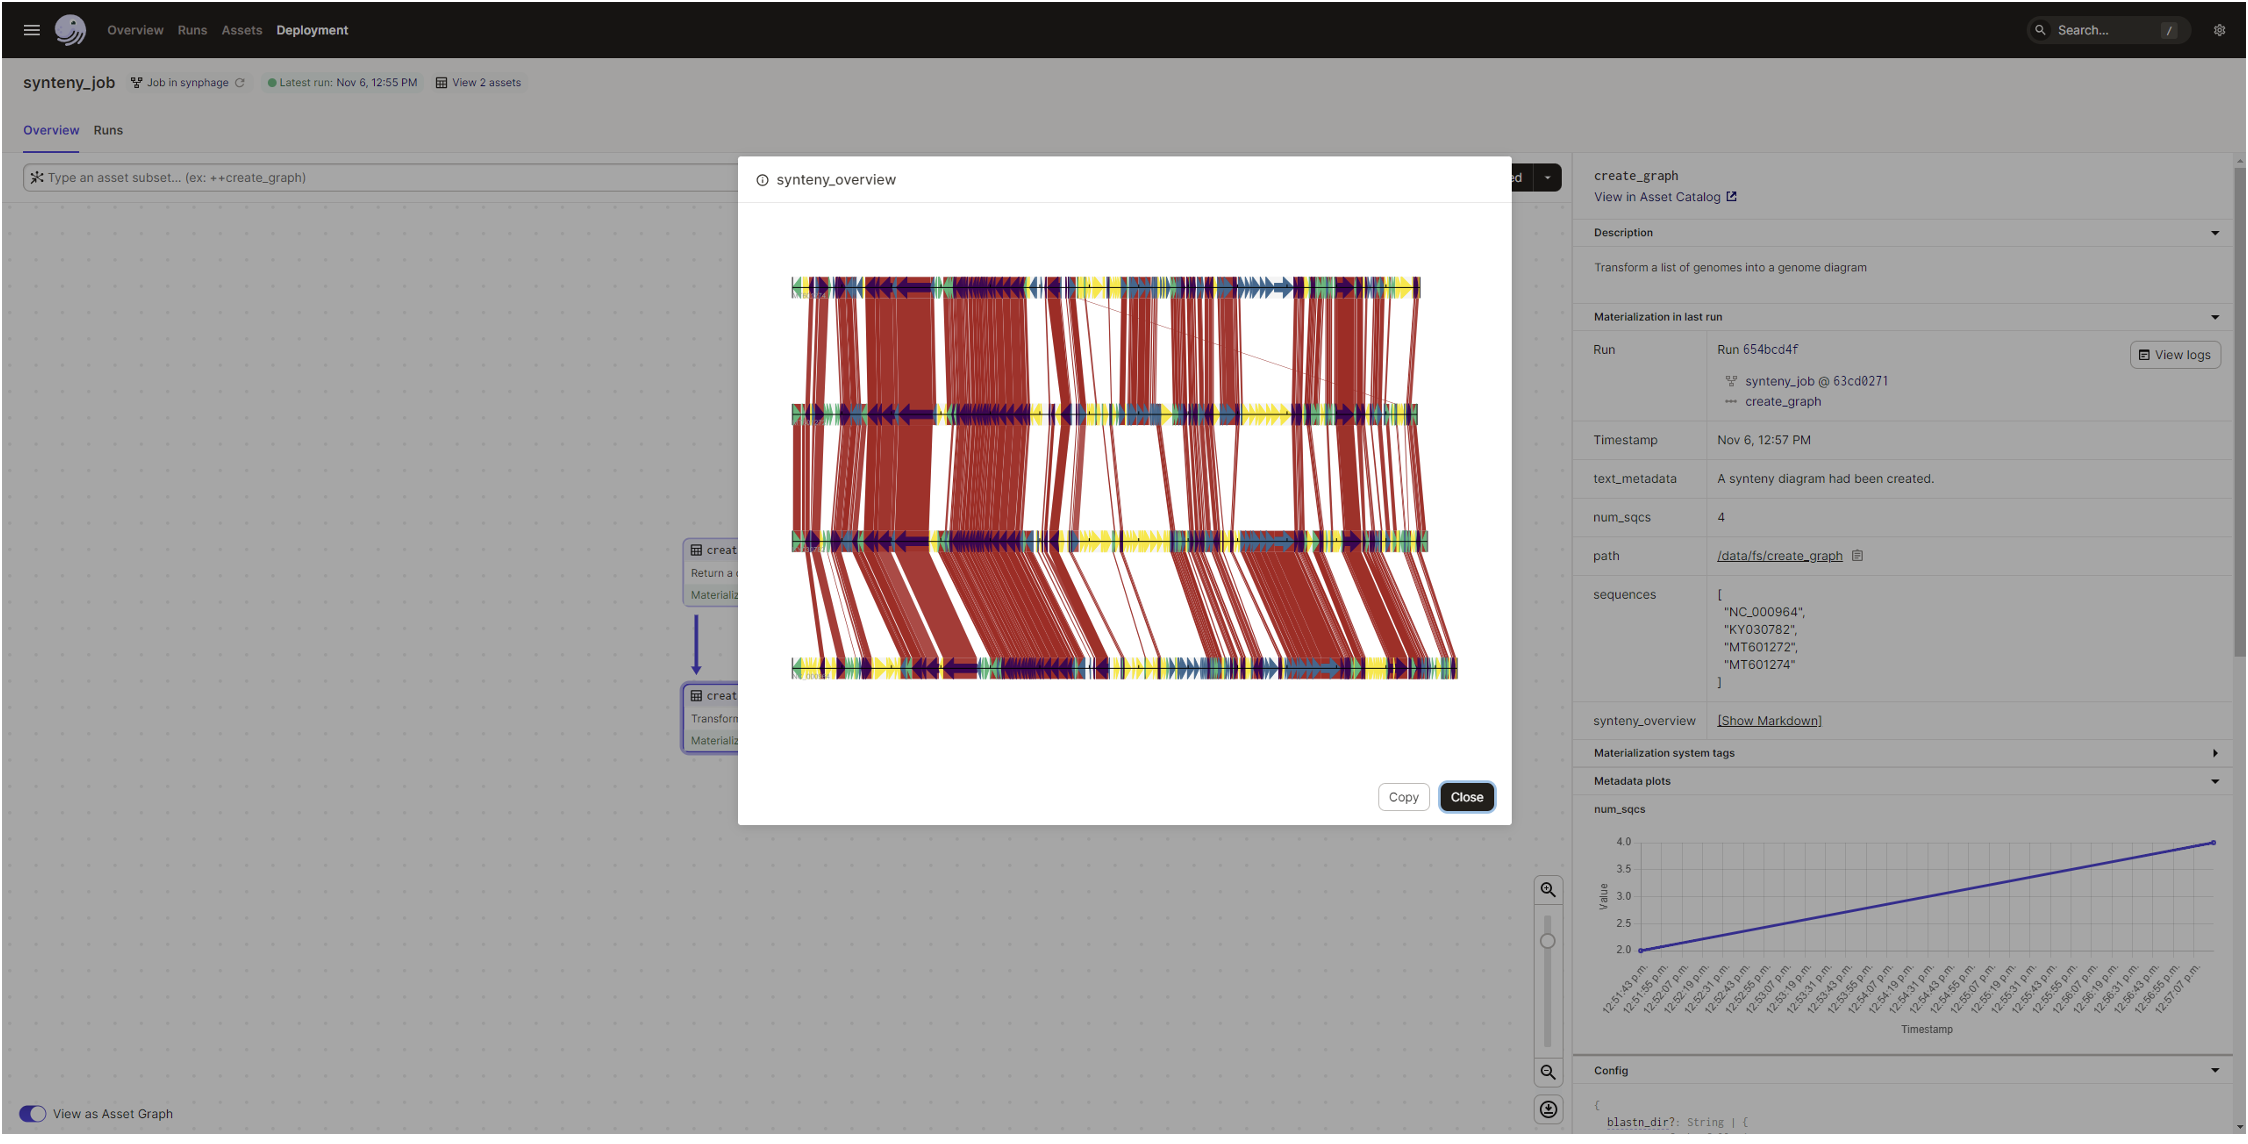 Overview Runs Assets Deployment Search... /
synteny_job Job in synphage Latest run: Nov 6, 12:55 PM View 2 assets
Overview Runs
Type an asset subset... (ex: ++create_graph)
ed
synteny_overview
Copy Close
creat
Return a
Materializ
creat
Transform
Materializ
View as Asset Graph
create_graph
View in Asset Catalog
Description
Transform a list of genomes into a genome diagram
Materialization in last run
Run Run 654bcd4f View logs
synteny_job @ 63cd0271
create_graph
Timestamp Nov 6, 12:57 PM
text_metadata A synteny diagram had been created.
num_sqcs 4
path /data/fs/create_graph
sequences [
"NC_000964",
"KY030782",
"MT601272",
"MT601274"
]
synteny_overview [Show Markdown]
Materialization system tags
Metadata plots
num_sqcs
4.0
3.5
3.0
2.5
2.0
Value
12:51:43 p.m. 12:51:55 p.m. 12:52:07 p.m. 12:52:19 p.m. 12:52:31 p.m. 12:52:43 p.m. 12:52:55 p.m. 12:53:07 p.m. 12:53:19 p.m. 12:53:31 p.m. 12:53:43 p.m. 12:53:55 p.m. 12:54:07 p.m. 12:54:19 p.m. 12:54:31 p.m. 12:54:43 p.m. 12:54:55 p.m. 12:55:07 p.m. 12:55:19 p.m. 12:55:31 p.m. 12:55:43 p.m. 12:55:55 p.m. 12:56:07 p.m. 12:56:19 p.m. 12:56:31 p.m. 12:56:43 p.m. 12:56:55 p.m. 12:57:07 p.m.
Timestamp
Config
{
blastn_dir?: String | {